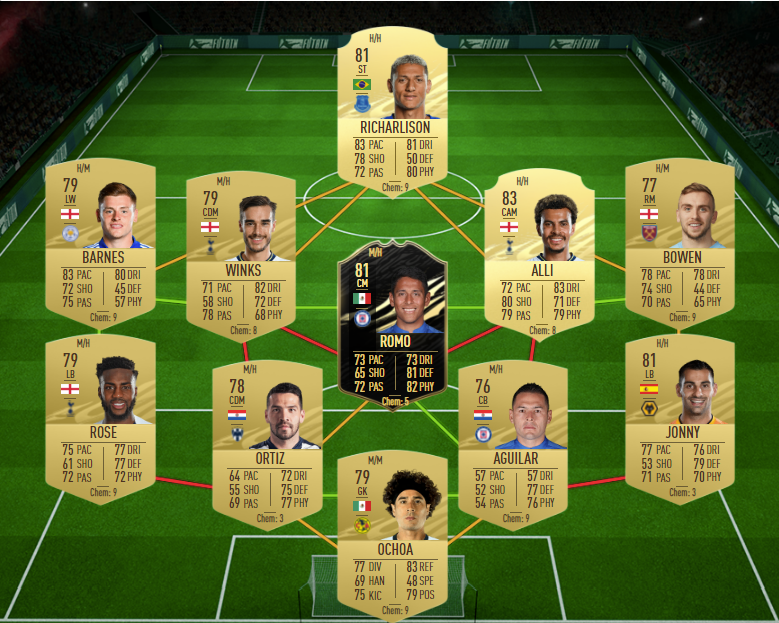 H/H
81
ST
RICHARLISON
83 PAC 81 DRI
78 SHO 50 DEF
72 PAS 80 PHY
Chem: 9
H/M
79
LW
BARNES
83 PAC 80 DRI
72 SHO 45 DEF
75 PAS 57 PHY
Chem: 9
M/H
79
CDM
WINKS
71 PAC 82 DRI
58 SHO 72 DEF
78 PAS 68 PHY
Chem: 8
H/H
83
CAM
ALLI
72 PAC 83 DRI
80 SHO 71 DEF
79 PAS 79 PHY
Chem: 8
M/H
77
RM
BOWEN
78 PAC 78 DRI
74 SHO 44 DEF
70 PAS 65 PHY
Chem: 9
M/H
81
CM
ROMO
73 PAC 73 DRI
65 SHO 81 DEF
72 PAS 82 PHY
Chem: 5
M/H
79
LB
ROSE
75 PAC 77 DRI
61 SHO 77 DEF
72 PAS 72 PHY
Chem: 9
M/H
78
CDM
ORTIZ
64 PAC 72 DRI
55 SHO 75 DEF
69 PAS 77 PHY
Chem: 3
M/H
76
CB
AGUILAR
57 PAC 57 DRI
52 SHO 77 DEF
54 PAS 76 PHY
Chem: 9
H/H
81
LB
JONNY
77 PAC 76 DRI
53 SHO 79 DEF
71 PAS 70 PHY
Chem: 3
M/M
79
GK
OCHOA
77 DIV 83 REF
69 HAN 48 SPE
75 KIC 79 POS
Chem: 9